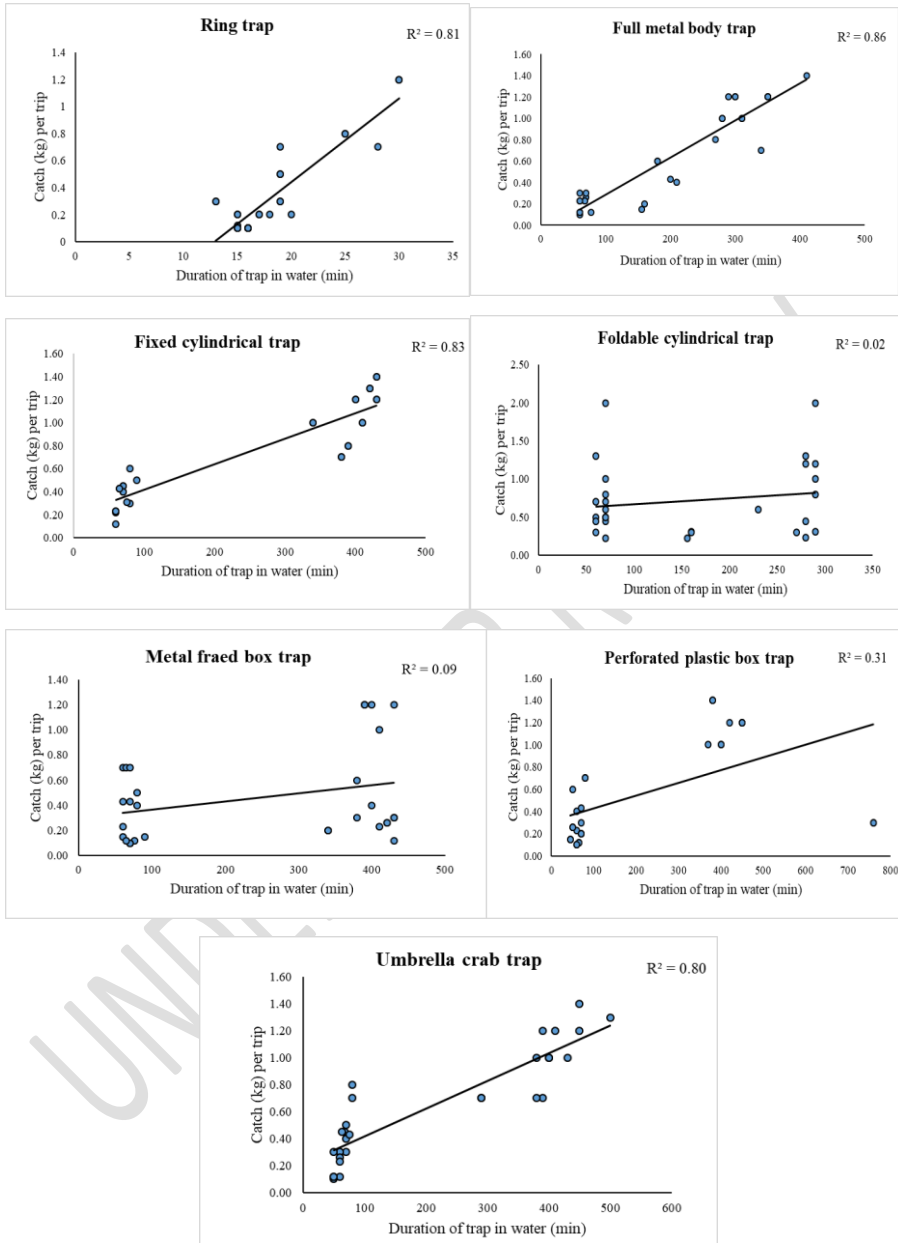 Ring trap
R² = 0.81
Catch (kg) per trip
1.4
1.2
1
0.8
0.6
0.4
0.2
0
0 5 10 15 20 25 30 35
Duration of trap in water (min)
Full metal body trap
R² = 0.86
Catch (kg) per trip
1.60
1.40
1.20
1.00
0.80
0.60
0.40
0.20
0.00
0 100 200 300 400 500
Duration of trap in water (min)
Fixed cylindrical trap
R² = 0.83
Catch (kg) per trip
1.60
1.40
1.20
1.00
0.80
0.60
0.40
0.20
0.00
0 100 200 300 400 500
Duration of trap in water (min)
Foldable cylindrical trap
R² = 0.02
Catch (kg) per trip
2.50
2.00
1.50
1.00
0.50
0.00
0 50 100 150 200 250 300 350
Duration of trap in water (min)
Metal fraed box trap
R² = 0.09
Catch (kg) per trip
1.40
1.20
1.00
0.80
0.60
0.40
0.20
0.00
0 100 200 300 400 500
Duration of trap in water (min)
Perforated plastic box trap
R² = 0.31
Catch (kg) per trip
1.60
1.40
1.20
1.00
0.80
0.60
0.40
0.20
0.00
0 100 200 300 400 500 600 700 800
Duration of trap in water (min)
Umbrella crab trap
R² = 0.80
Catch (kg) per trip
1.60
1.40
1.20
1.00
0.80
0.60
0.40
0.20
0.00
0 100 200 300 400 500 600
Duration of trap in water (min)